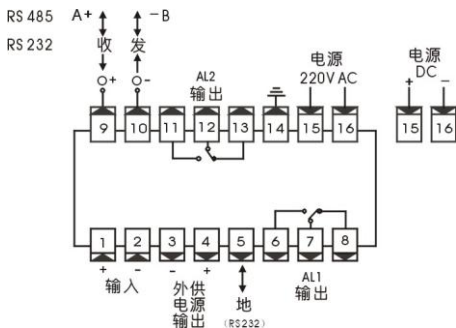 RS 485 A+ −B
RS 232 收 发
+ −
AL2
输出
电源
220V AC
电源
DC
+ −
9 10 11 12 13 14 15 16 15 16
1 2 3 4 5 6 7 8
+ − − +
输入
外供
电源
输出
地
(RS232)
AL1
输出